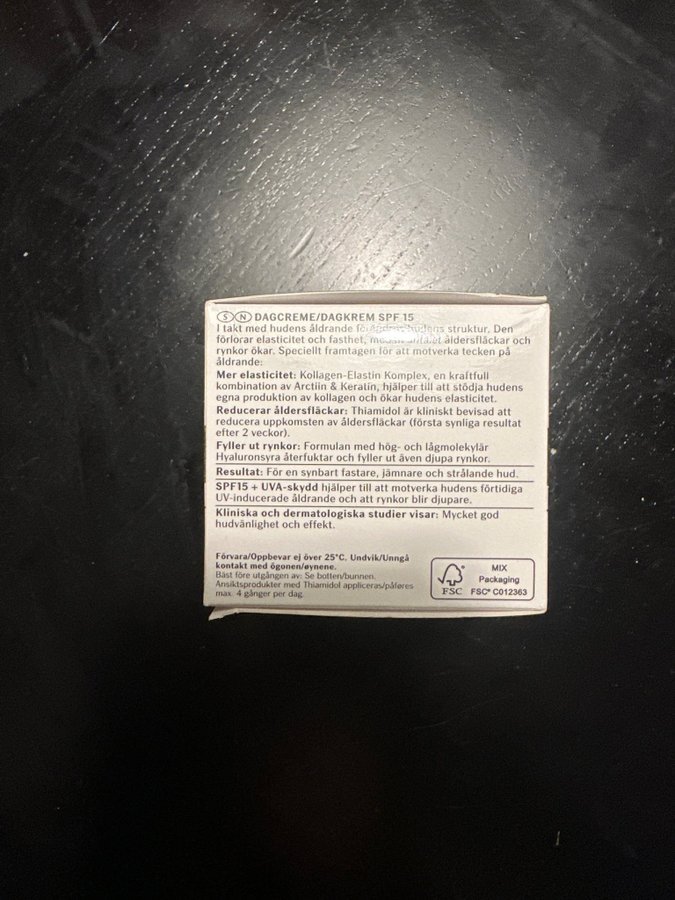 S N DAGCREME/DAGKREM SPF 15
I takt med hudens åldrande hudens struktur. Den
förlorar elasticitet och fasthet, åldersfläckar och
rynkor ökar. Speciellt framtagen för att motverka tecken på
åldrande:
Mer elasticitet: Kollagen-Elastin Komplex, en kraftfull
kombination av Arctiin & Keratin, hjälper till att stödja hudens
egna produktion av kollagen och ökar hudens elasticitet.
Reducerar åldersfläckar: Thiamidol är kliniskt bevisad att
reducera uppkomsten av åldersfläckar (första synliga resultat
efter 2 veckor).
Fyller ut rynkor: Formulan med hög- och lågmolekylär
Hyaluronsyra återfuktar och fyller ut även djupa rynkor.
Resultat: För en synbart fastare, jämnare och strålande hud.
SPF15 + UVA-skydd hjälper till att motverka hudens förtidiga
UV-inducerade åldrande och att rynkor blir djupare.
Kliniska och dermatologiska studier visar: Mycket god
hudvänlighet och effekt.
Förvara/Oppbevar ej över 25°C. Undvik/Unngå
kontakt med ögonen/øynene.
Bäst före utgången av: Se botten/bunnen.
Ansiktsprodukter med Thiamidol appliceras/påføres
max. 4 gånger per dag.
FSC
MIX
Packaging
FSC® C012363